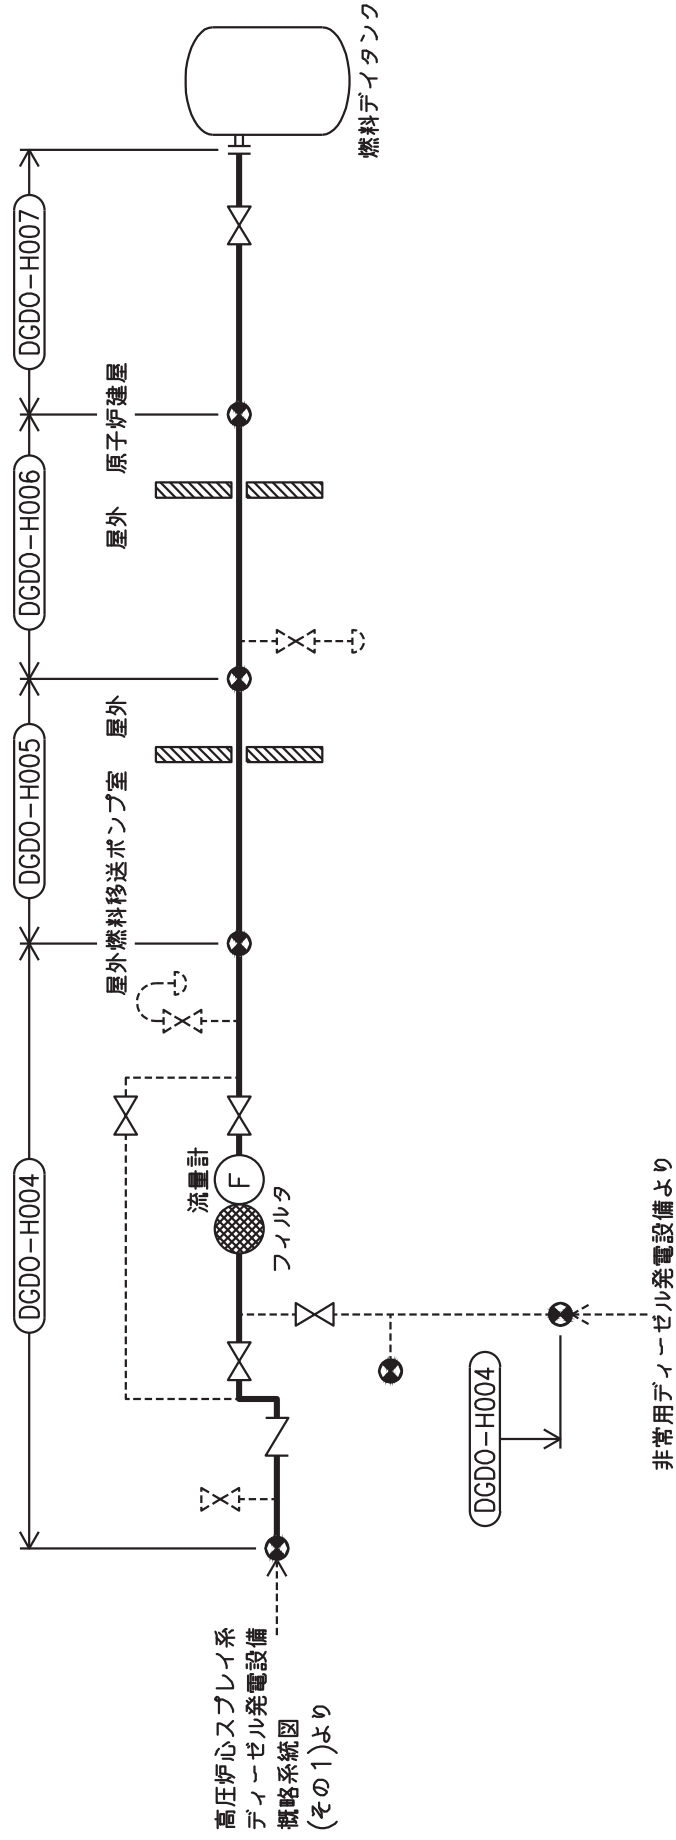 高圧炉心スプレイ系
ディーゼル発電設備
概略系統図
(その1)より
DGDO-H004
DGDO-H005
DGDO-H006
DGDO-H007
屋外燃料移送ポンプ室
屋外
屋外
原子炉建屋
流量計
F
フィルタ
燃料デイタンク
DGDO-H004
非常用ディーゼル発電設備より